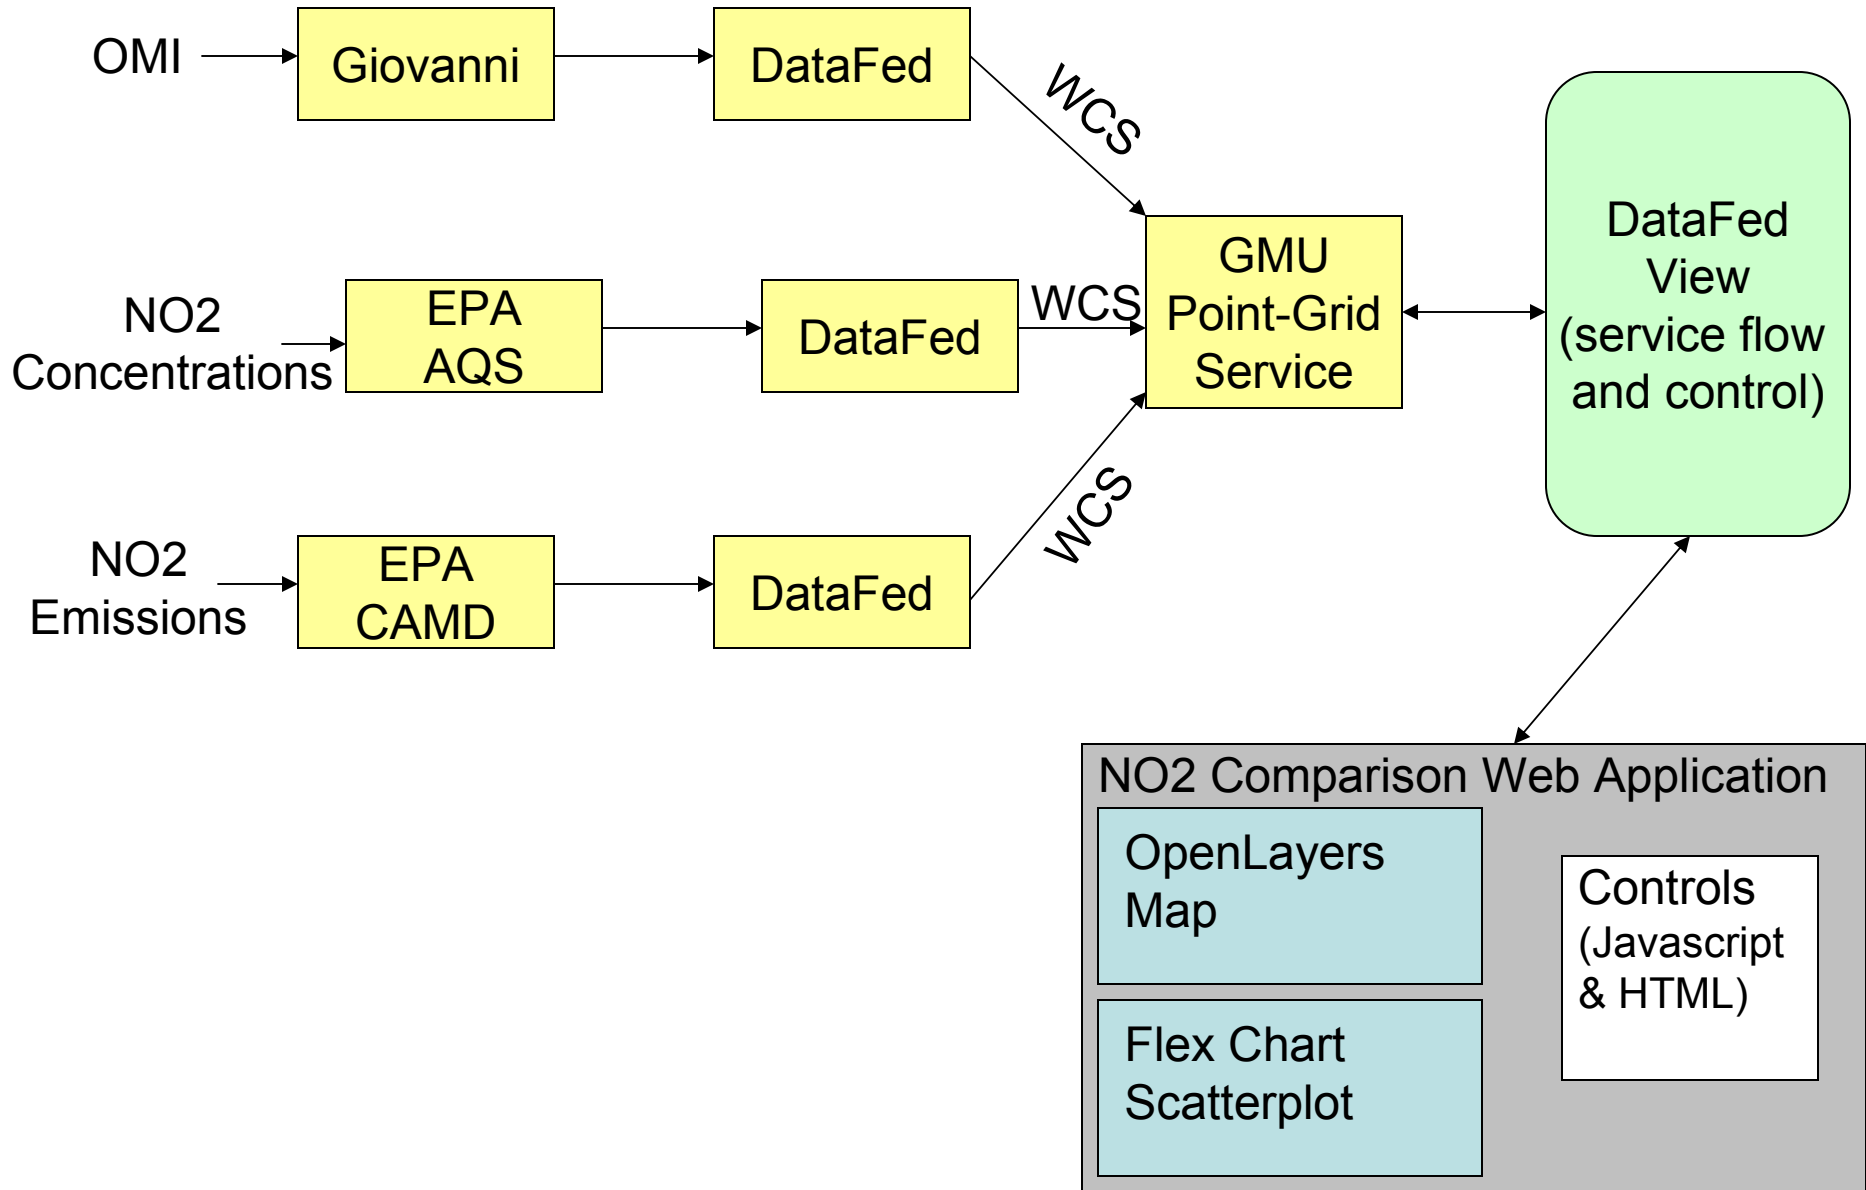 OMI
Giovanni
DataFed
WCS
NO2
Concentrations
EPA
AQS
DataFed
WCS
NO2
Emissions
EPA
CAMD
DataFed
WCS
GMU
Point-Grid
Service
DataFed
View
(service flow
and control)
NO2 Comparison Web Application
OpenLayers
Map
Flex Chart
Scatterplot
Controls
(Javascript
& HTML)